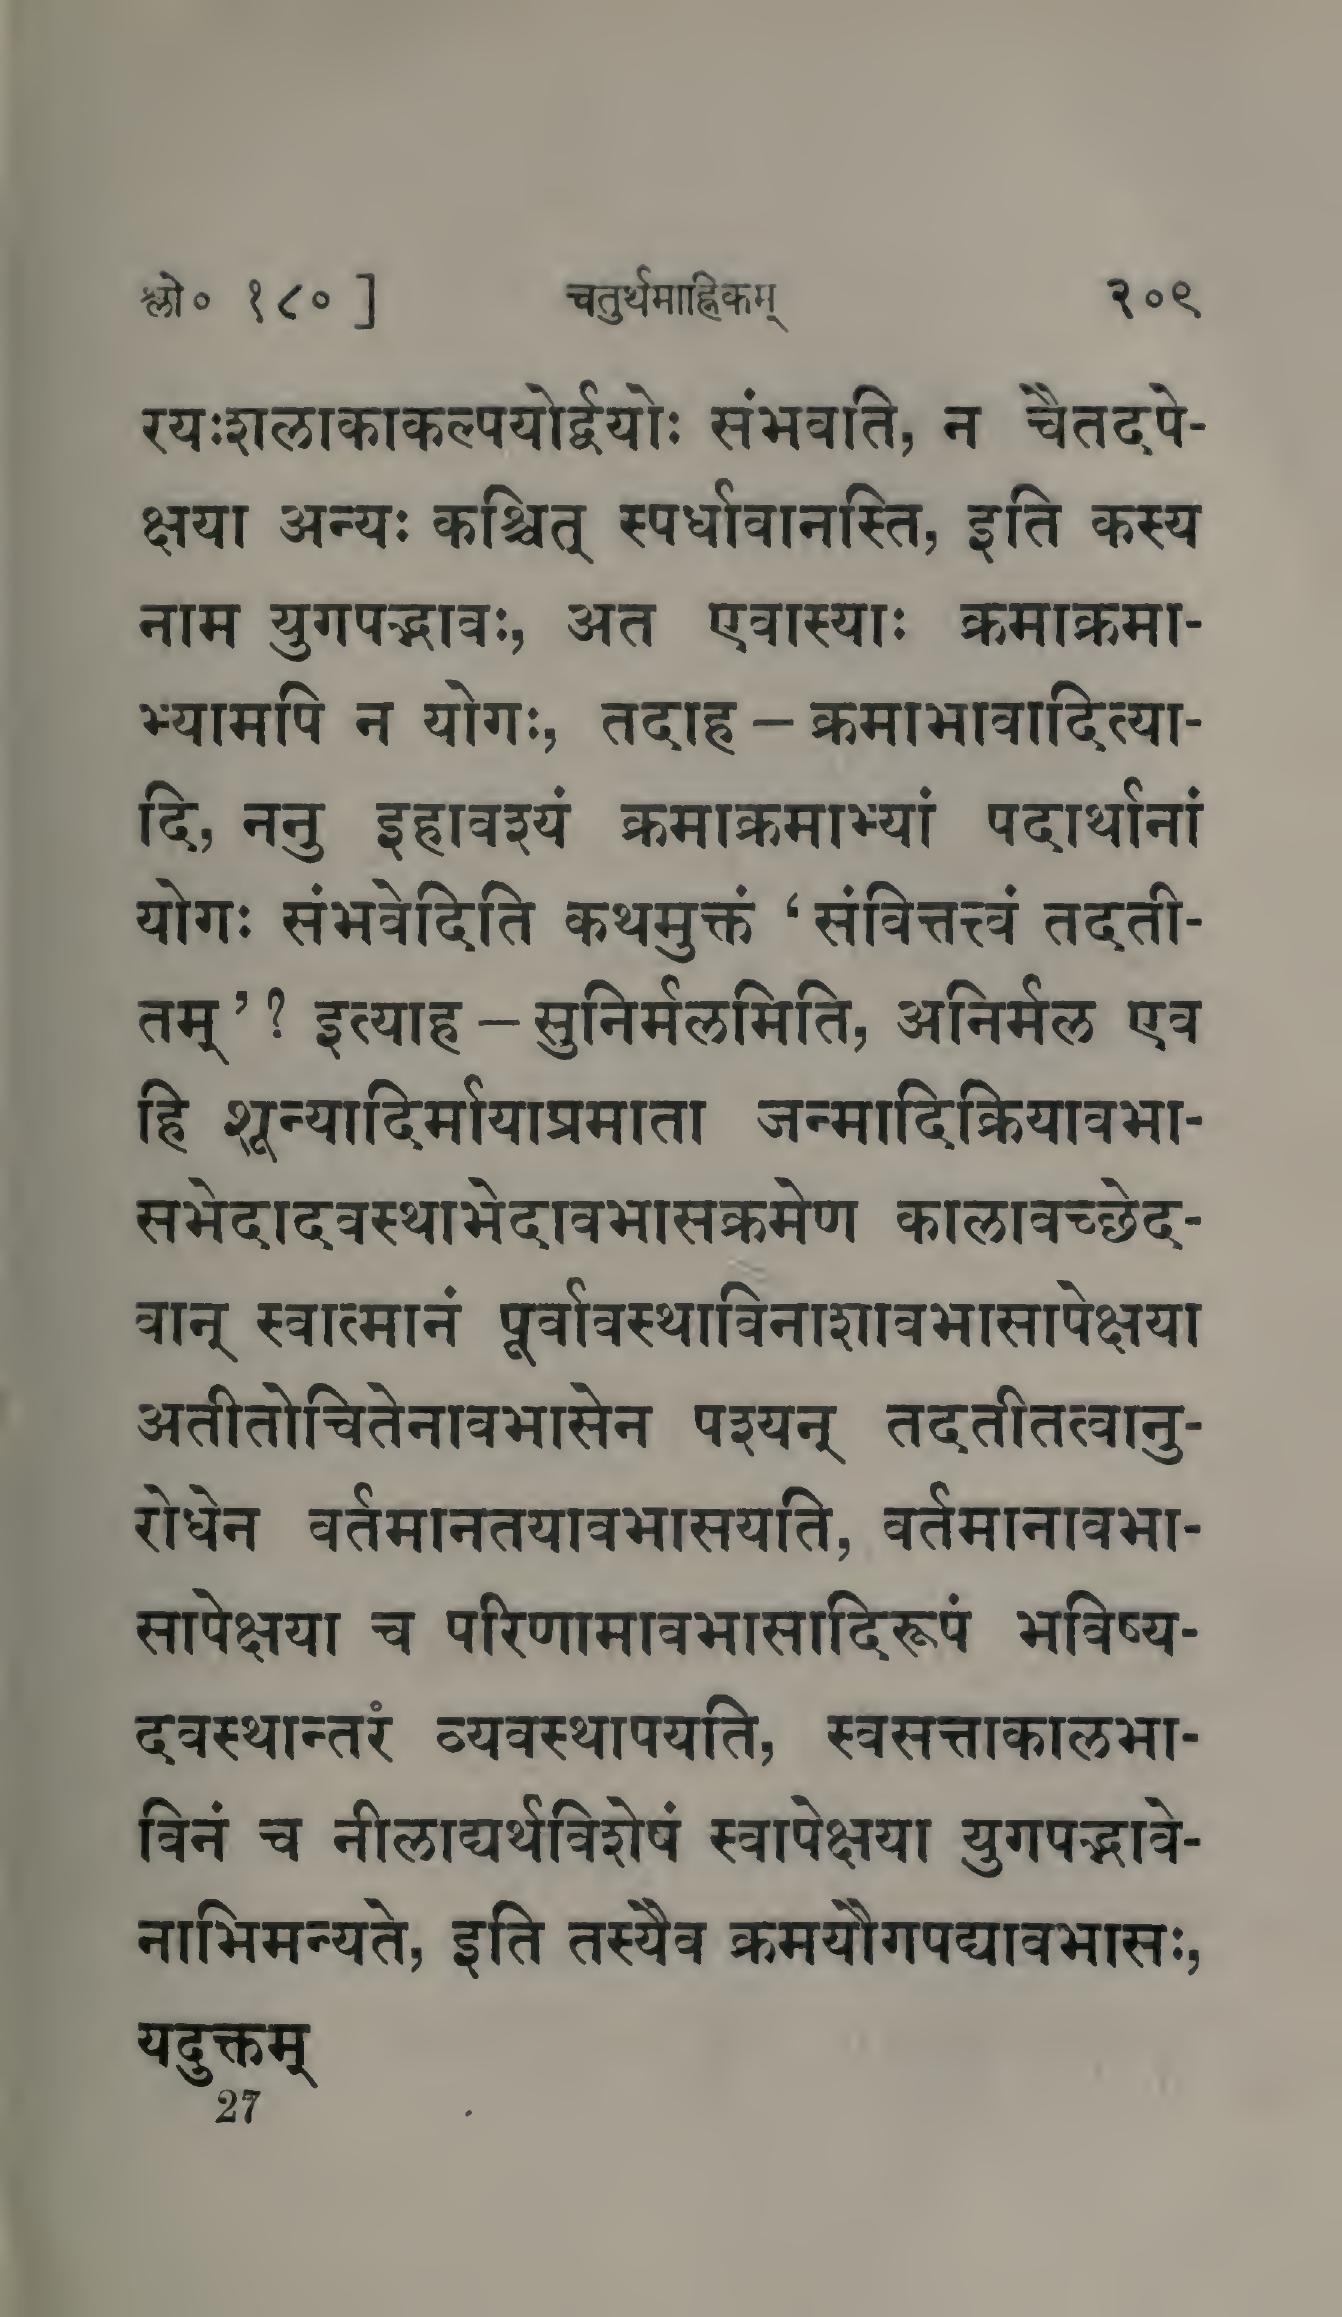 श्लो० १८० ] चतुर्थमाह्निकम् २०९
रयःशलाकाकल्पयोर्द्वयोः संभवति, न चैतदपे-
क्षया अन्यः कश्चित् स्पर्धावानस्ति, इति कस्य
नाम युगपद्भावः, अत एवास्याः क्रमाक्रमा-
भ्यामपि न योगः, तदाह – क्रमाभावादित्या-
दि, ननु इहावश्यं क्रमाक्रमाभ्यां पदार्थानां
योगः संभवेदिति कथमुक्तं ‘संवित्तत्त्वं तदती-
तम्’? इत्याह – सुनिर्मलमिति, अनिर्मल एव
हि शून्यादिर्मायाप्रमाता जन्मादिक्रियावभा-
सभेदादवस्थाभेदावभासक्रमेण कालावच्छेद-
वान् स्वात्मानं पूर्वावस्थाविनाशावभासापेक्षया
अतीतोचितेनावभासेन पश्यन् तदतीतत्वानु-
रोधेन वर्तमानतयावभासयति, वर्तमानावभा-
सापेक्षया च परिणामावभासादिरूपं भविष्य-
दवस्थान्तरं व्यवस्थापयति, स्वसत्ताकालभा-
विनं च नीलाद्यर्थविशेषं स्वापेक्षया युगपद्भावे-
नाभिमन्यते, इति तस्यैव क्रमयौगपद्यावभासः,
यदुक्तम्
27